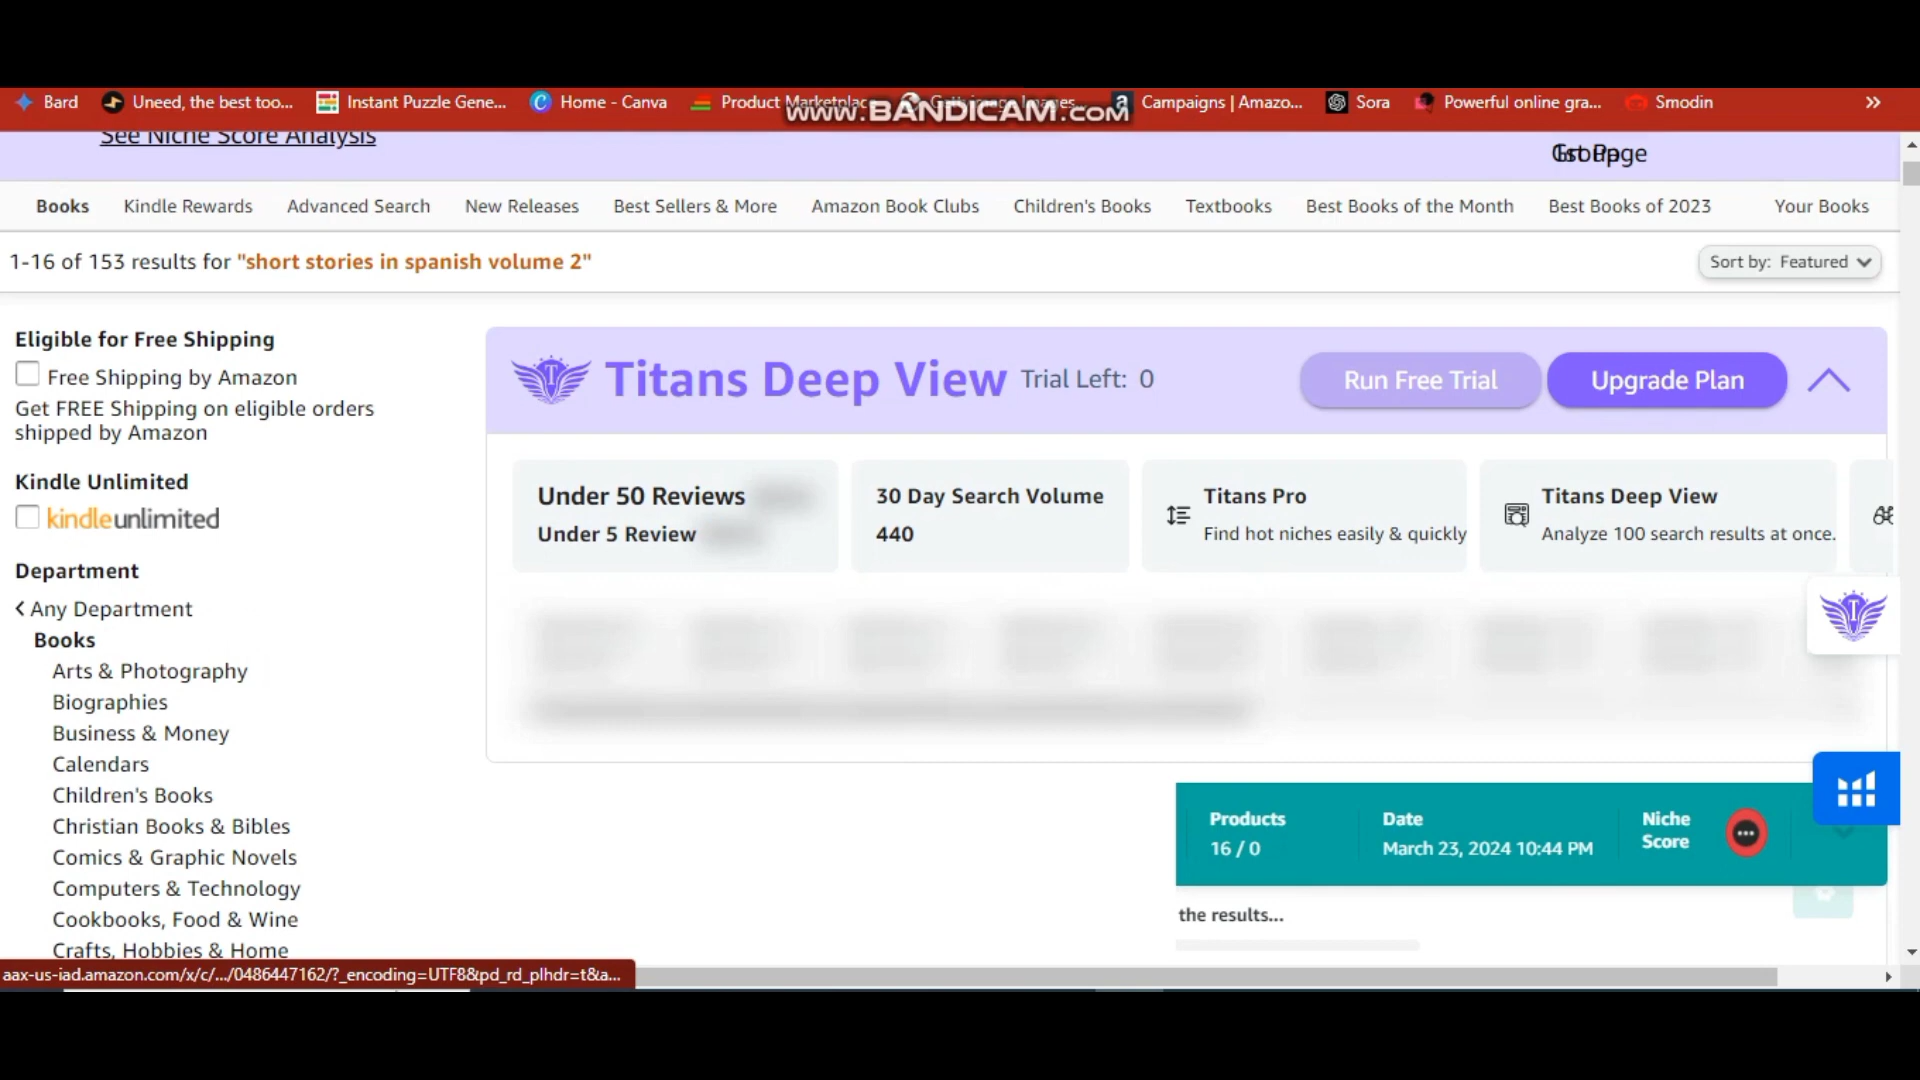 Bard Uneed, the best too... Instant Puzzle Gene... Home - Canva Product Marketplac Campaigns | Amazo... Sora Powerful online gra... Smodin »
www.BANDICAM.com
See Niche Score Analysis
Page
Books Kindle Rewards Advanced Search New Releases Best Sellers & More Amazon Book Clubs Children's Books Textbooks Best Books of the Month Best Books of 2023 Your Books
1-16 of 153 results for "short stories in spanish volume 2"
Sort by: Featured
Eligible for Free Shipping
Free Shipping by Amazon
Get FREE Shipping on eligible orders
shipped by Amazon
Kindle Unlimited
kindleunlimited
Department
Any Department
Books
Arts & Photography
Biographies
Business & Money
Calendars
Children's Books
Christian Books & Bibles
Comics & Graphic Novels
Computers & Technology
Cookbooks, Food & Wine
Crafts, Hobbies & Home
Titans Deep View Trial Left: 0
Run Free Trial
Upgrade Plan
Under 50 Reviews
Under 5 Review
30 Day Search Volume
440
Titans Pro
Find hot niches easily & quickly
Titans Deep View
Analyze 100 search results at once.
Products
16 / 0
Date
March 23, 2024 10:44 PM
Niche
Score
the results...
aax-us-iad.amazon.com/x/c/.../0486447162/?_encoding=UTF8&pd_rd_plhdr=t&a...